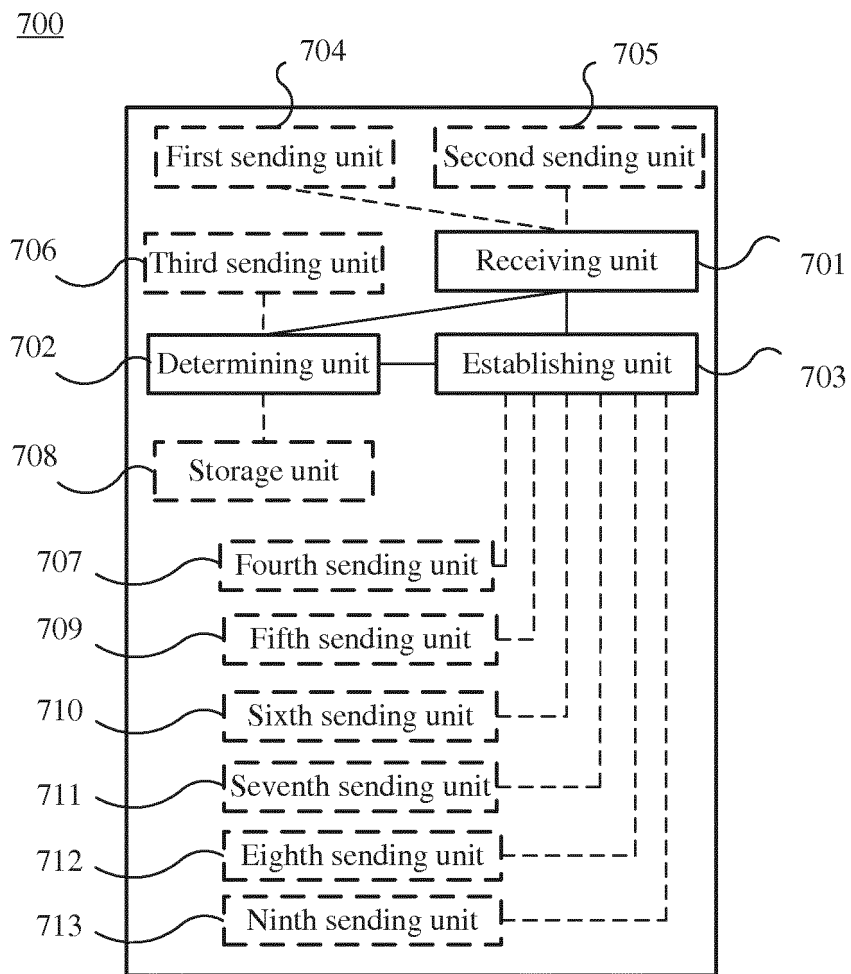 700
704
705
First sending unit
Second sending unit
706
Third sending unit
Receiving unit
701
702
Determining unit
Establishing unit
703
708
Storage unit
707
Fourth sending unit
709
Fifth sending unit
710
Sixth sending unit
711
Seventh sending unit
712
Eighth sending unit
713
Ninth sending unit